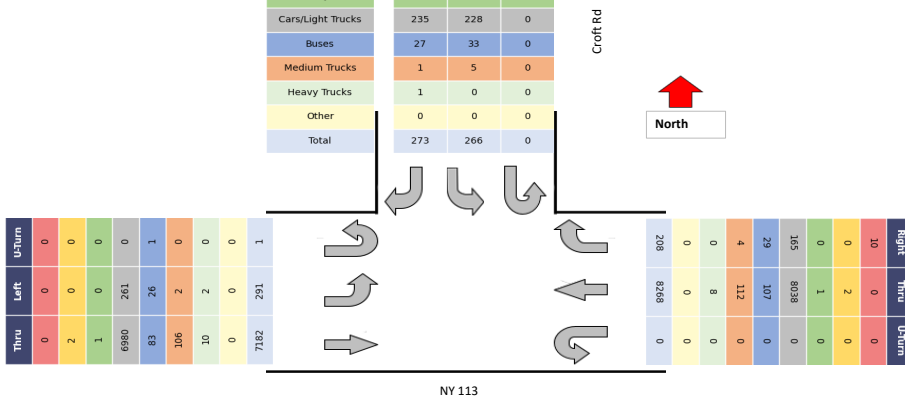 Cars/Light Trucks 235 228 0
Buses 27 33 0
Medium Trucks 1 5 0
Heavy Trucks 1 0 0
Other 0 0 0
Total 273 266 0
Croft Rd
North
U-Turn 0 0 0 0 1 0 0 0 1
Left 0 2 0 261 26 2 2 0 291
Thru 0 2 1 6980 83 106 10 0 7182
208 0 0 4 29 165 0 0 10 Right
8268 0 8 112 107 8038 1 2 0 Thru
0 0 0 0 0 0 0 0 0 U-Turn
NY 113